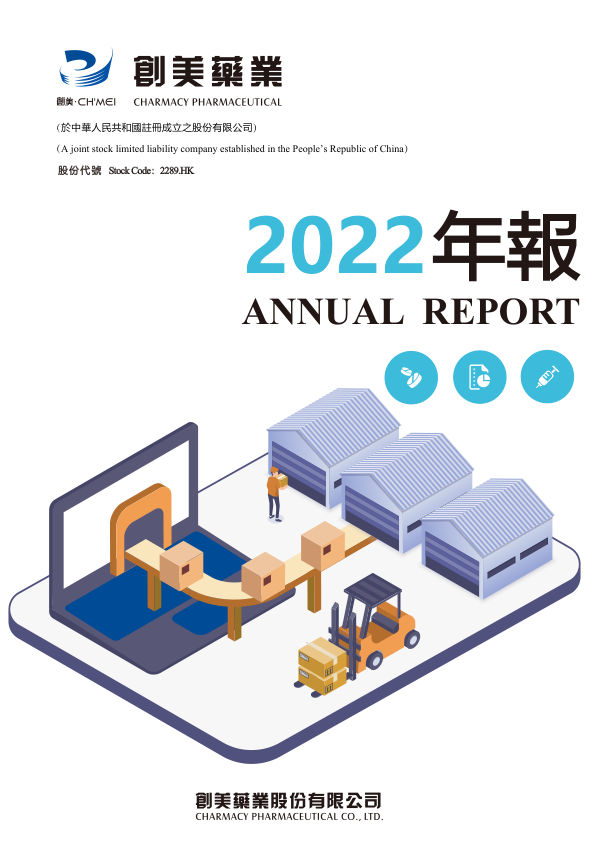 創美藥業
創美·CH'MEI
CHARMACY PHARMACEUTICAL
(於中華人民共和國註冊成立之股份有限公司)
(A joint stock limited liability company established in the People's Republic of China)
股份代號 Stock Code: 2289.HK
2022年報
ANNUAL REPORT
創美藥業股份有限公司
CHARMACY PHARMACEUTICAL CO., LTD.